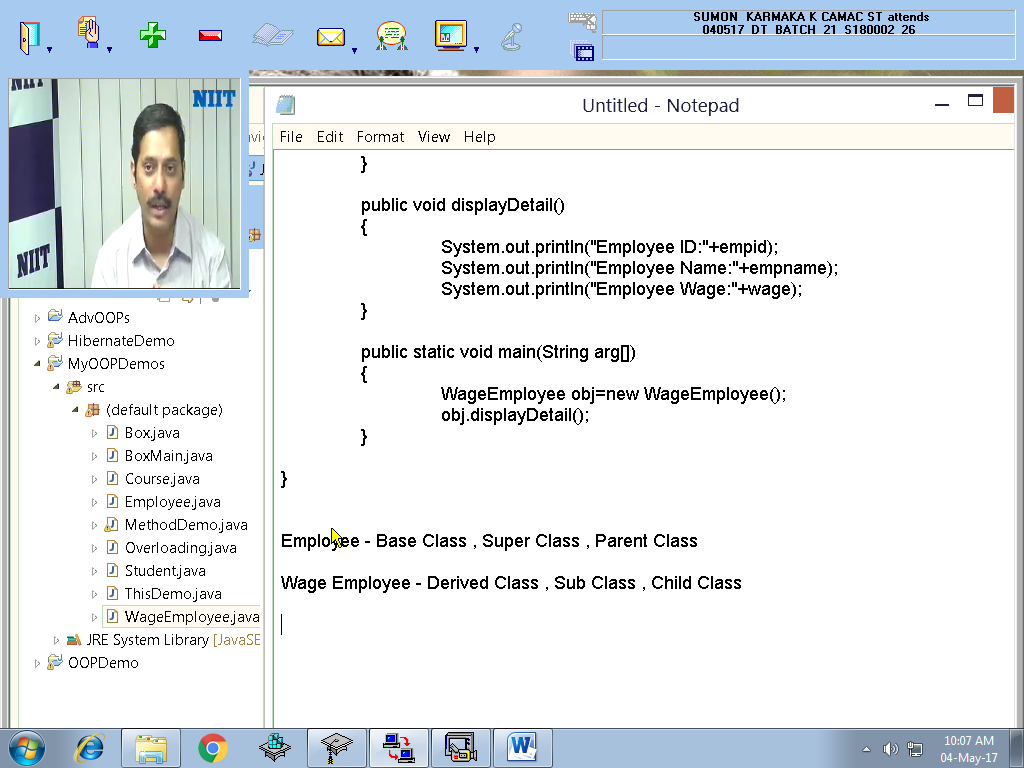 SUMON KARMAKA K CAMAC ST attends
040517 DT BATCH 21 S180002 26
NIIT
NIIT
NIIT
Untitled - Notepad
File Edit Format View Help
}
public void displayDetail()
{
System.out.println("Employee ID:"+empid);
System.out.println("Employee Name:"+empname);
System.out.println("Employee Wage:"+wage);
}
public static void main(String arg[])
{
WageEmployee obj=new WageEmployee();
obj.displayDetail();
}
}
Employee - Base Class , Super Class , Parent Class
Wage Employee - Derived Class , Sub Class , Child Class
AdvOOPs
HibernateDemo
MyOOPDemos
src
(default package)
Box.java
BoxMain.java
Course.java
Employee.java
MethodDemo.java
Overloading.java
Student.java
ThisDemo.java
WageEmployee.java
JRE System Library [JavaSE
OOPDemo
10:07 AM
04-May-17